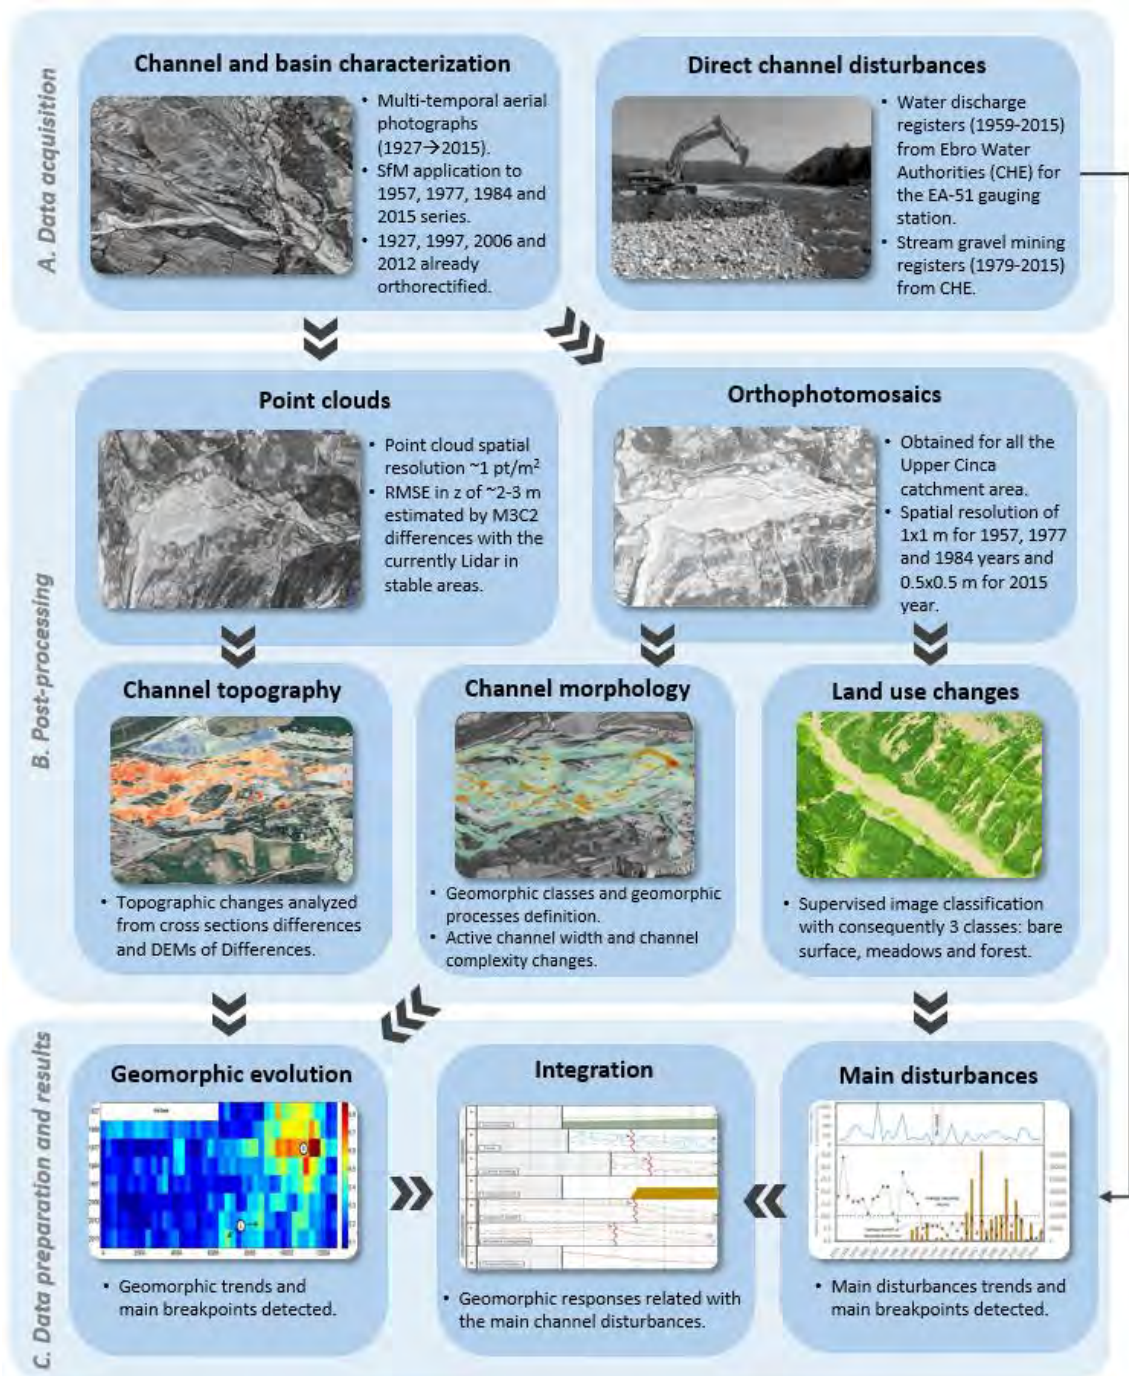 A. Data acquisition
Channel and basin characterization
• Multi-temporal aerial
photographs
(1927→2015).
• SfM application to
1957, 1977, 1984 and
2015 series.
• 1927, 1997, 2006 and
2012 already
orthorectified.
Direct channel disturbances
• Water discharge
registers (1959-2015)
from Ebro Water
Authorities (CHE) for
the EA-51 gauging
station.
• Stream gravel mining
registers (1979-2015)
from CHE.
B. Post-processing
Point clouds
• Point cloud spatial
resolution ~1 pt/m²
• RMSE in z of ~2-3 m
estimated by M3C2
differences with the
currently Lidar in
stable areas.
Orthophotomosaics
• Obtained for all the
Upper Cinca
catchment area.
• Spatial resolution of
1x1 m for 1957, 1977
and 1984 years and
0.5x0.5 m for 2015
year.
Channel topography
• Topographic changes analyzed
from cross sections differences
and DEMs of Differences.
Channel morphology
• Geomorphic classes and geomorphic
processes definition.
• Active channel width and channel
complexity changes.
Land use changes
• Supervised image classification
with consequently 3 classes: bare
surface, meadows and forest.
C. Data preparation and results
Geomorphic evolution
• Geomorphic trends and
main breakpoints detected.
Integration
• Geomorphic responses related with
the main channel disturbances.
Main disturbances
• Main disturbances trends and
main breakpoints detected.